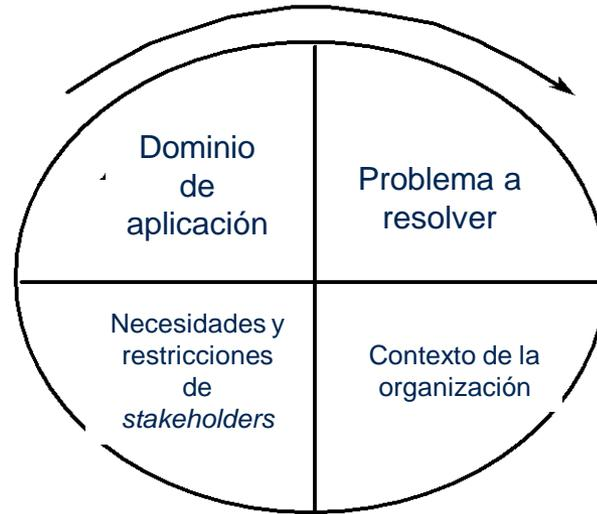 Dominio
de
aplicación
Problema a
resolver
Necesidades y
restricciones
de
stakeholders
Contexto de la
organización